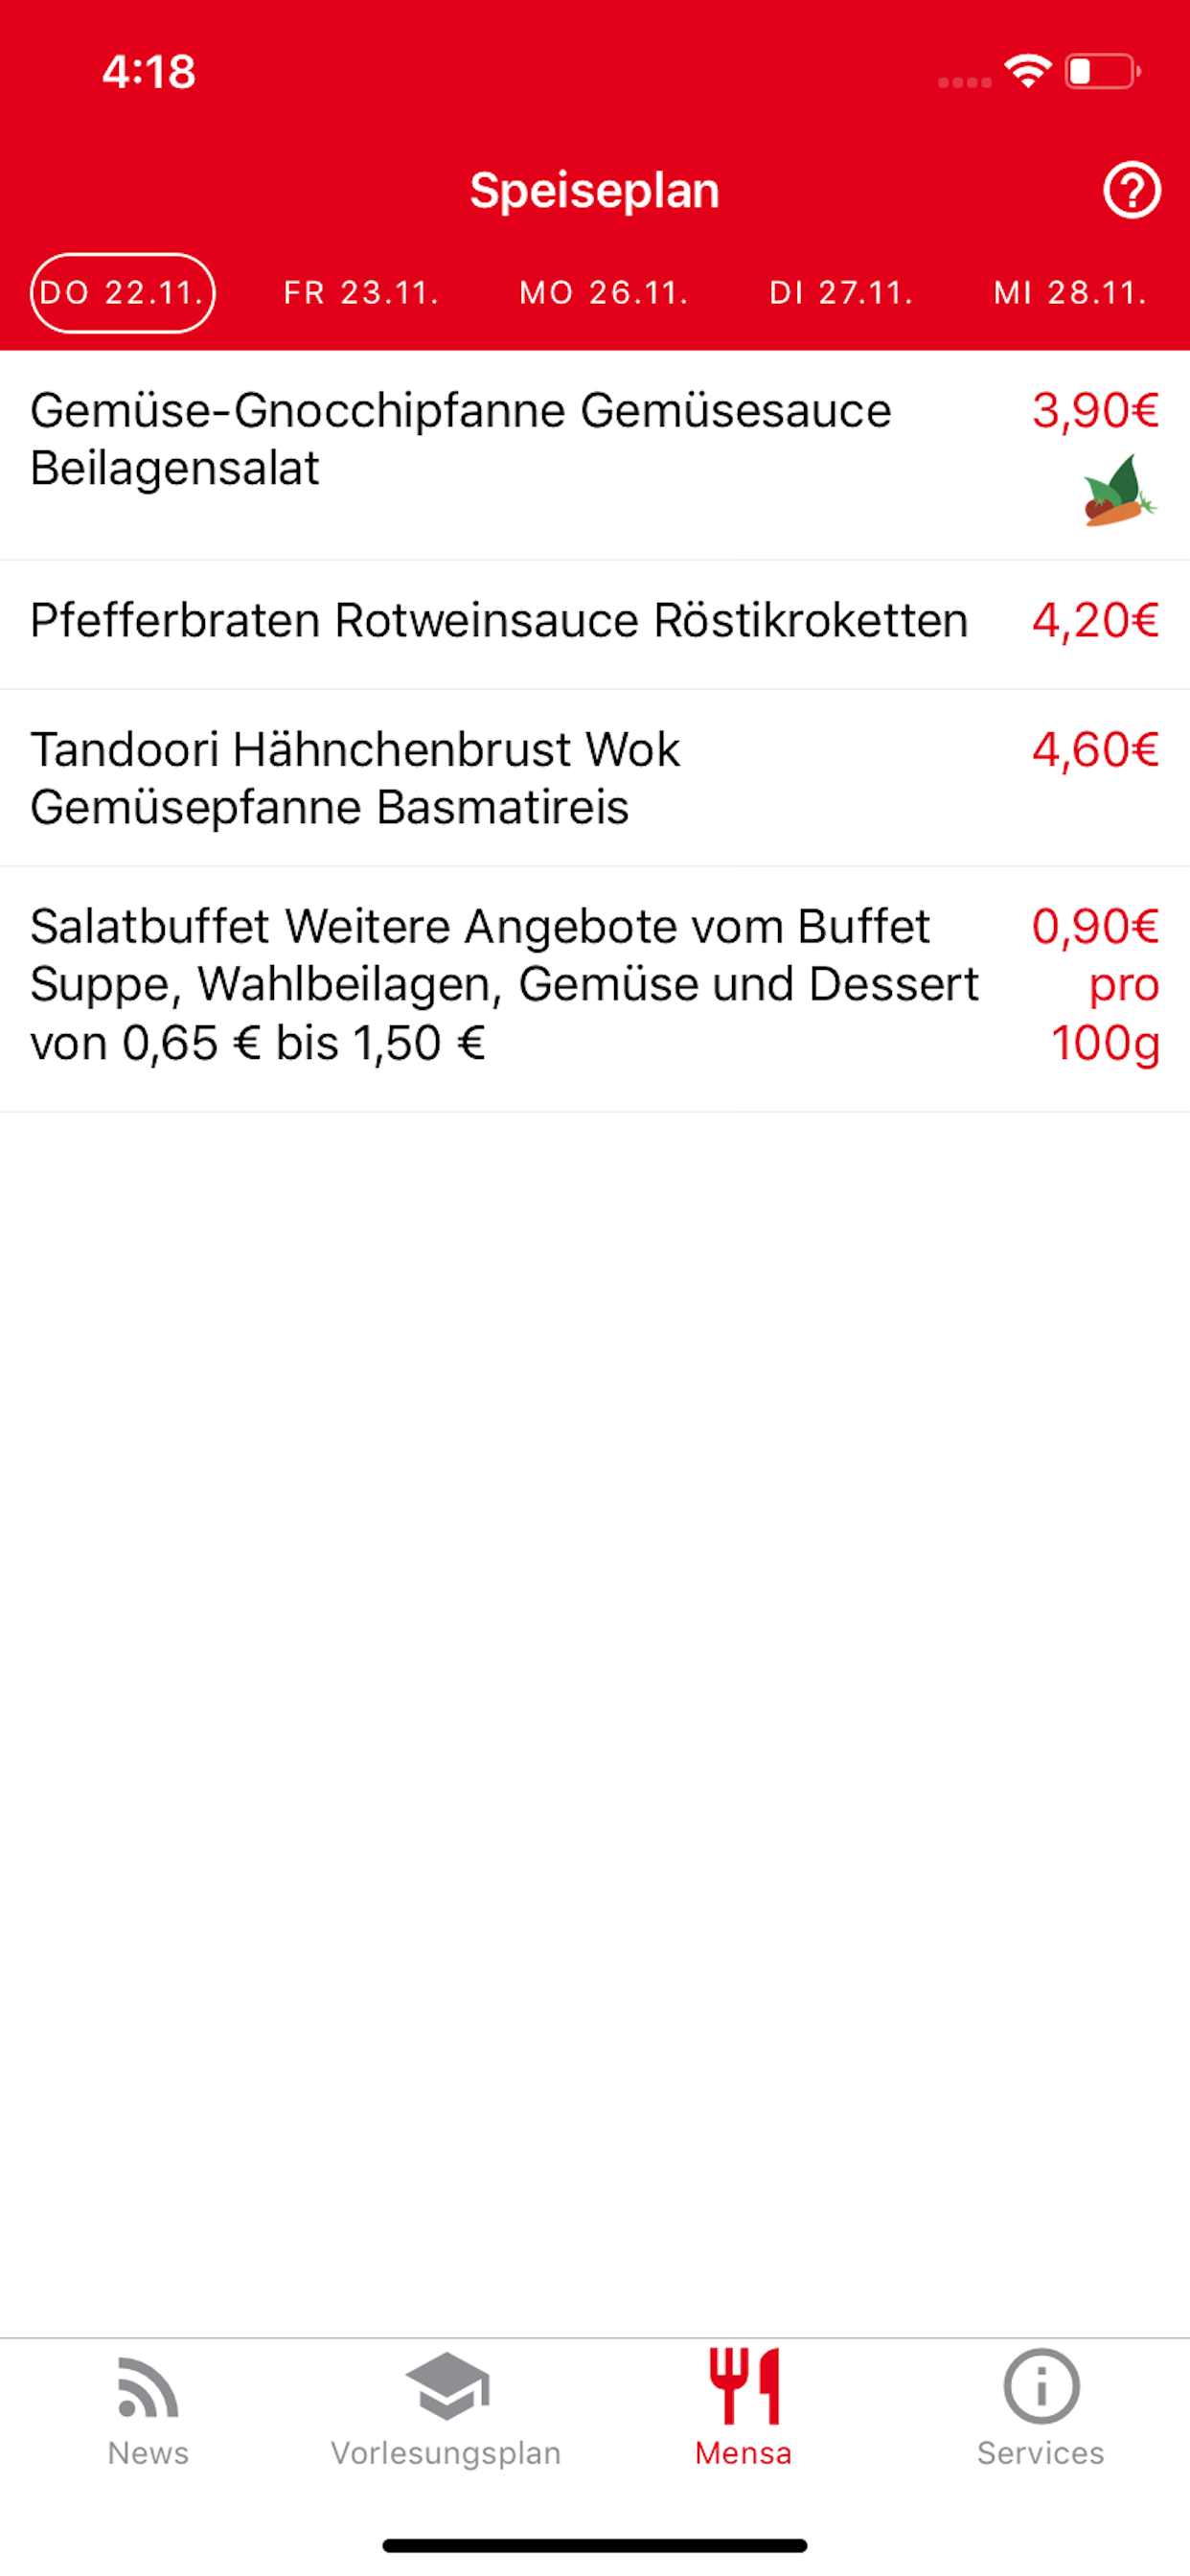 4:18
Speiseplan
DO 22.11. FR 23.11. MO 26.11. DI 27.11. MI 28.11.
Gemüse-Gnocchipfanne Gemüsesauce 3,90€
Beilagensalat
Pfefferbraten Rotweinsauce Röstikroketten 4,20€
Tandoori Hähnchenbrust Wok 4,60€
Gemüsepfanne Basmatireis
Salatbuffet Weitere Angebote vom Buffet 0,90€
Suppe, Wahlbeilagen, Gemüse und Dessert pro
von 0,65 € bis 1,50 € 100g
News Vorlesungsplan Mensa Services